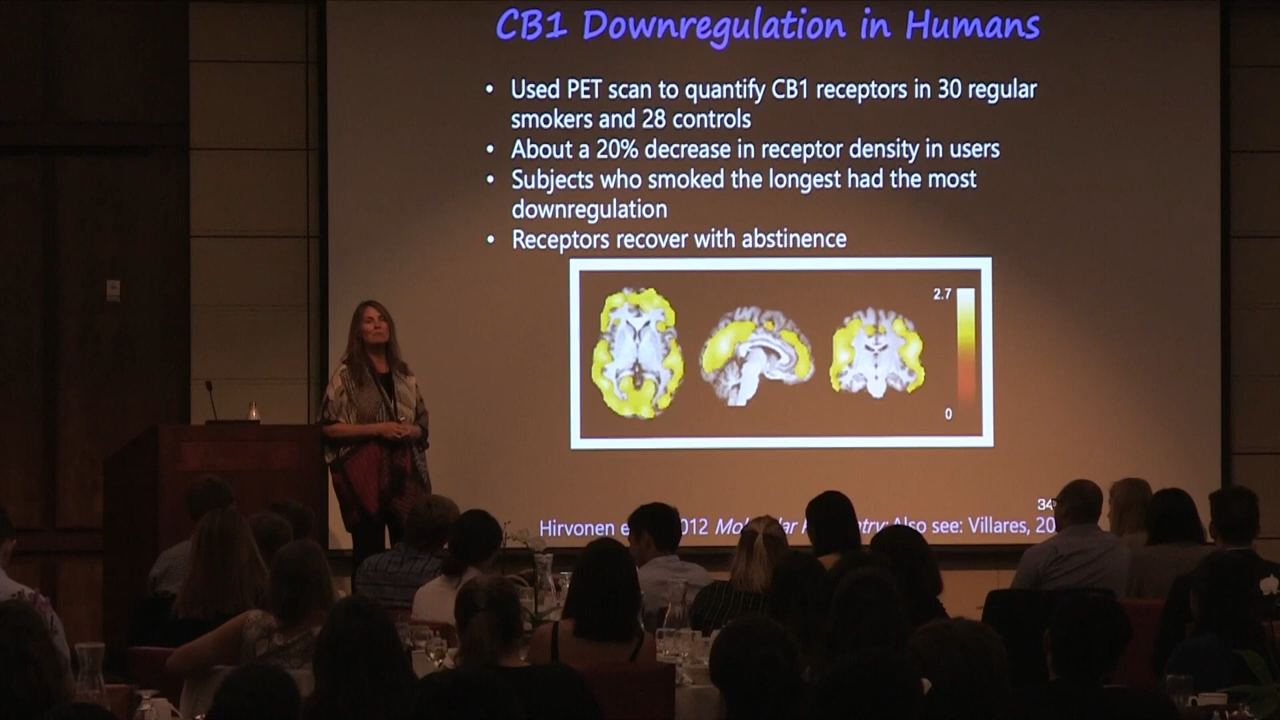 CB1 Downregulation in Humans
• Used PET scan to quantify CB1 receptors in 30 regular
smokers and 28 controls
• About a 20% decrease in receptor density in users
• Subjects who smoked the longest had the most
downregulation
• Receptors recover with abstinence
2.7
0
34
Hirvonen 2012 Also see: Villares, 20